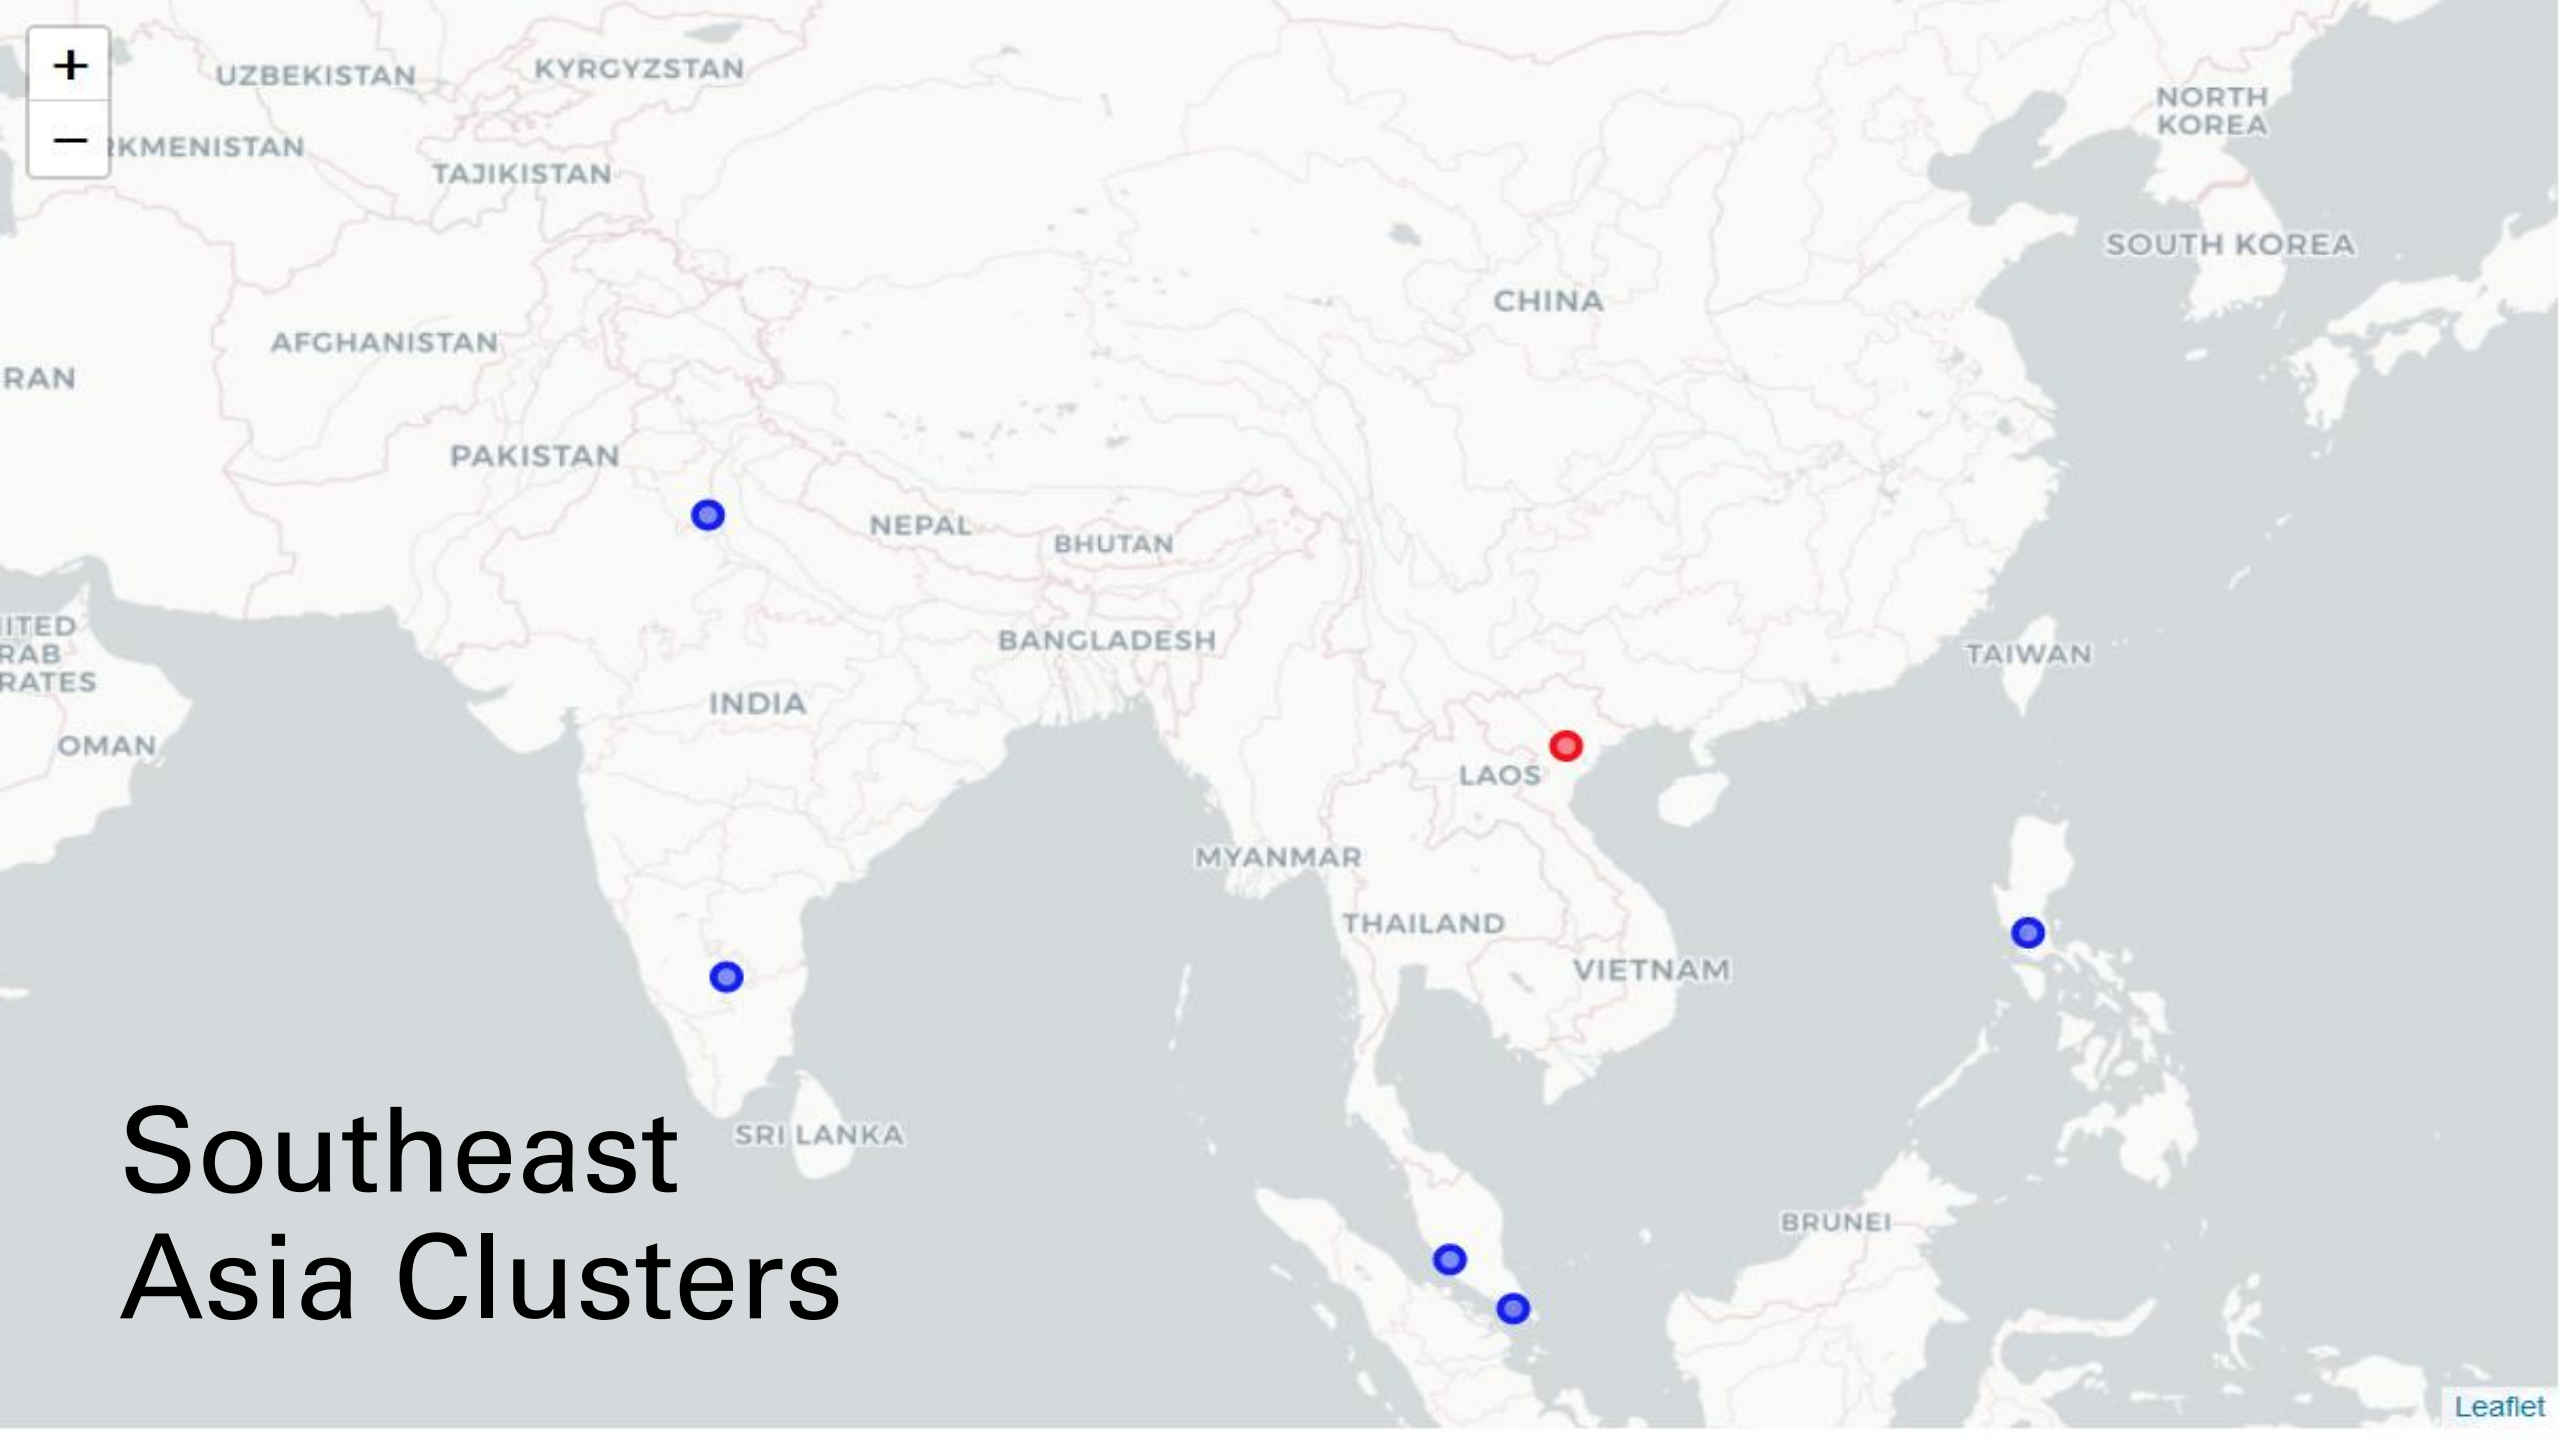 +
−
UZBEKISTAN
KYRGYZSTAN
RKMENISTAN
TAJIKISTAN
NORTH
KOREA
SOUTH KOREA
CHINA
AFGHANISTAN
RAN
PAKISTAN
NEPAL
BHUTAN
ITED
RAB
RATES
BANGLADESH
TAIWAN
INDIA
OMAN
LAOS
MYANMAR
THAILAND
VIETNAM
SRI LANKA
BRUNEI
Southeast
Asia Clusters
Leaflet